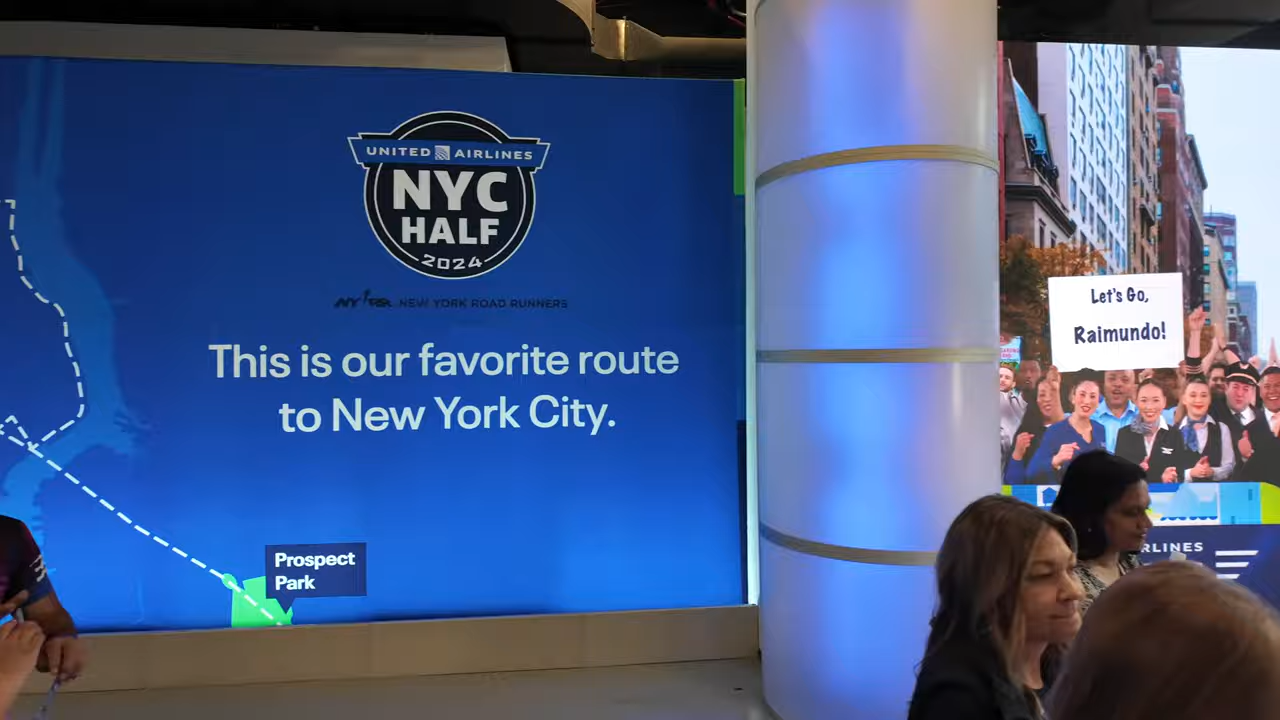 UNITED AIRLINES
NYC
HALF
2024
NEW YORK ROAD RUNNERS
This is our favorite route
to New York City.
Prospect
Park
Let's Go,
Raimundo!
RLINES